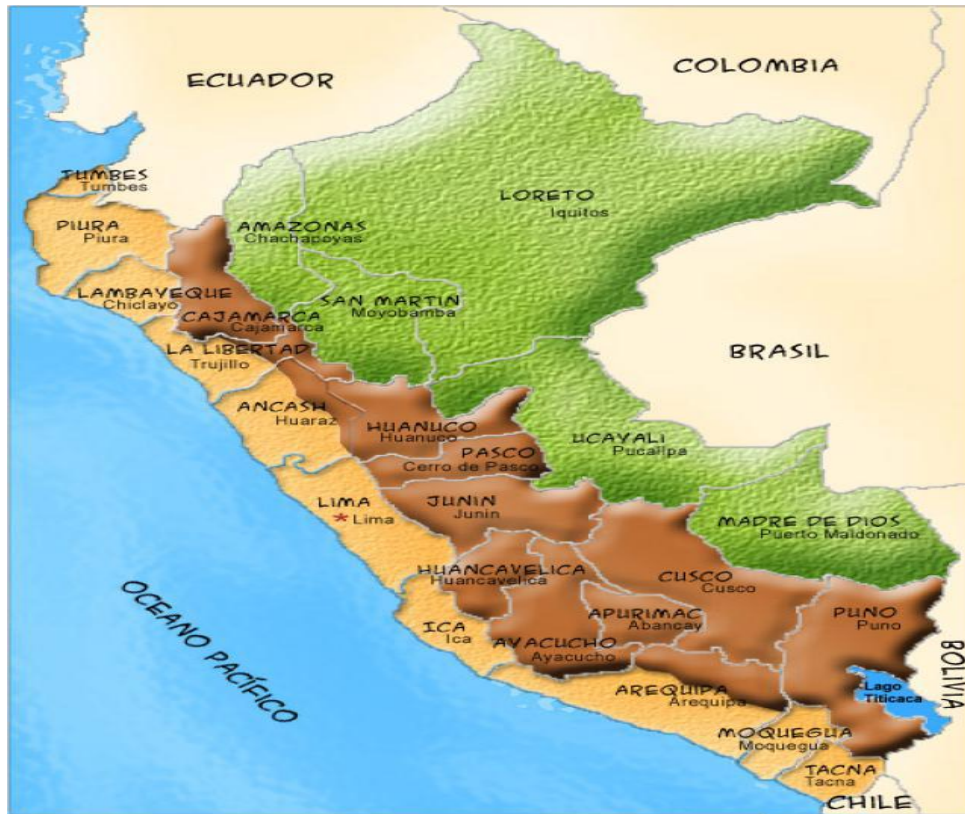 ECUADOR
COLOMBIA
TUMBES
Tumbes
LORETO
Iquitos
PIURA
Piura
AMAZONAS
Chachapoyas
LAMBAYEQUE
Chiclayo
SAN MARTIN
Moyobamba
CAJAMARCA
Cajamarca
LA LIBERTAD
Trujillo
BRASIL
ANCASH
Huaraz
HUANUCO
Huanuco
UCAYALI
Pucallpa
PASCO
Cerro de Pasco
LIMA
* Lima
JUNIN
Junin
MADRE DE DIOS
Puerto Maldonado
HUANCAVELICA
Huancavelica
CUSCO
Cusco
OCEANO PACÍFICO
ICA
Ica
APURIMAC
Abancay
PUNO
Puno
AYACUCHO
Ayacucho
BOLIVIA
AREQUIPA
Arequipa
Lago
Titicaca
MOQUEGUA
Moquegua
TACNA
Tacna
CHILE